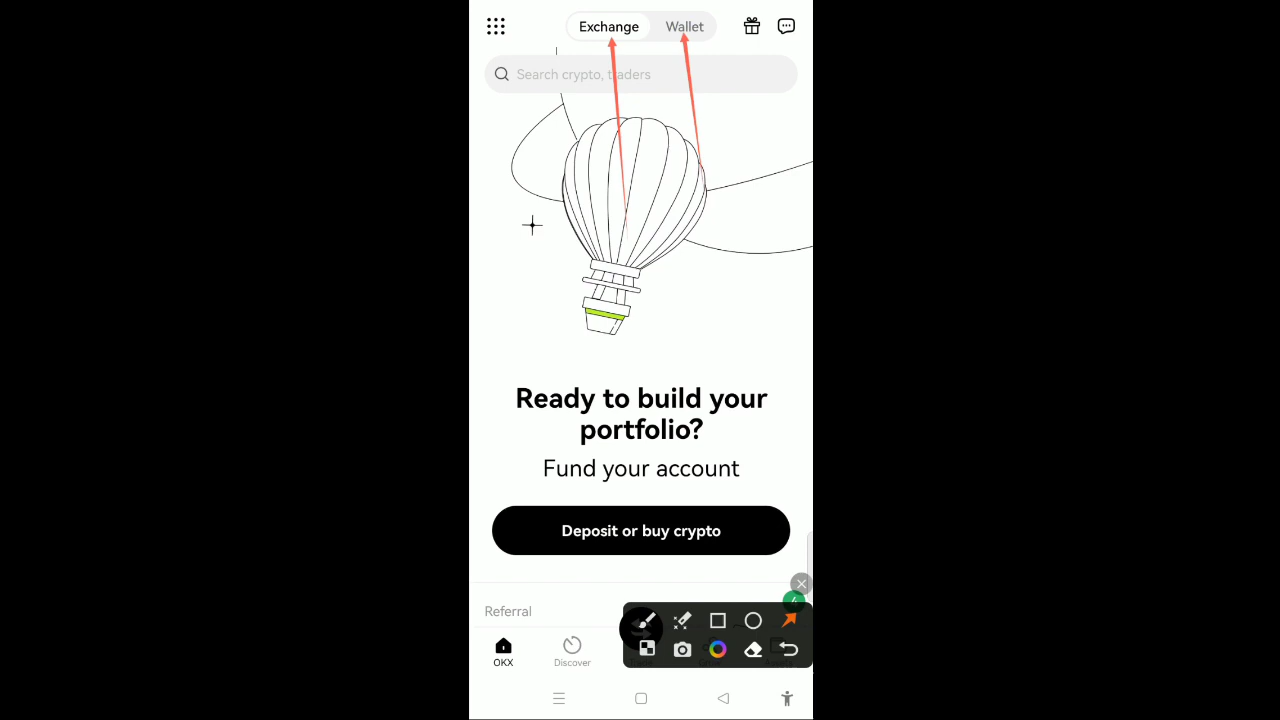 Exchange
Wallet
Search crypto, traders
Ready to build your
portfolio?
Fund your account
Deposit or buy crypto
Referral
OKX
Discover